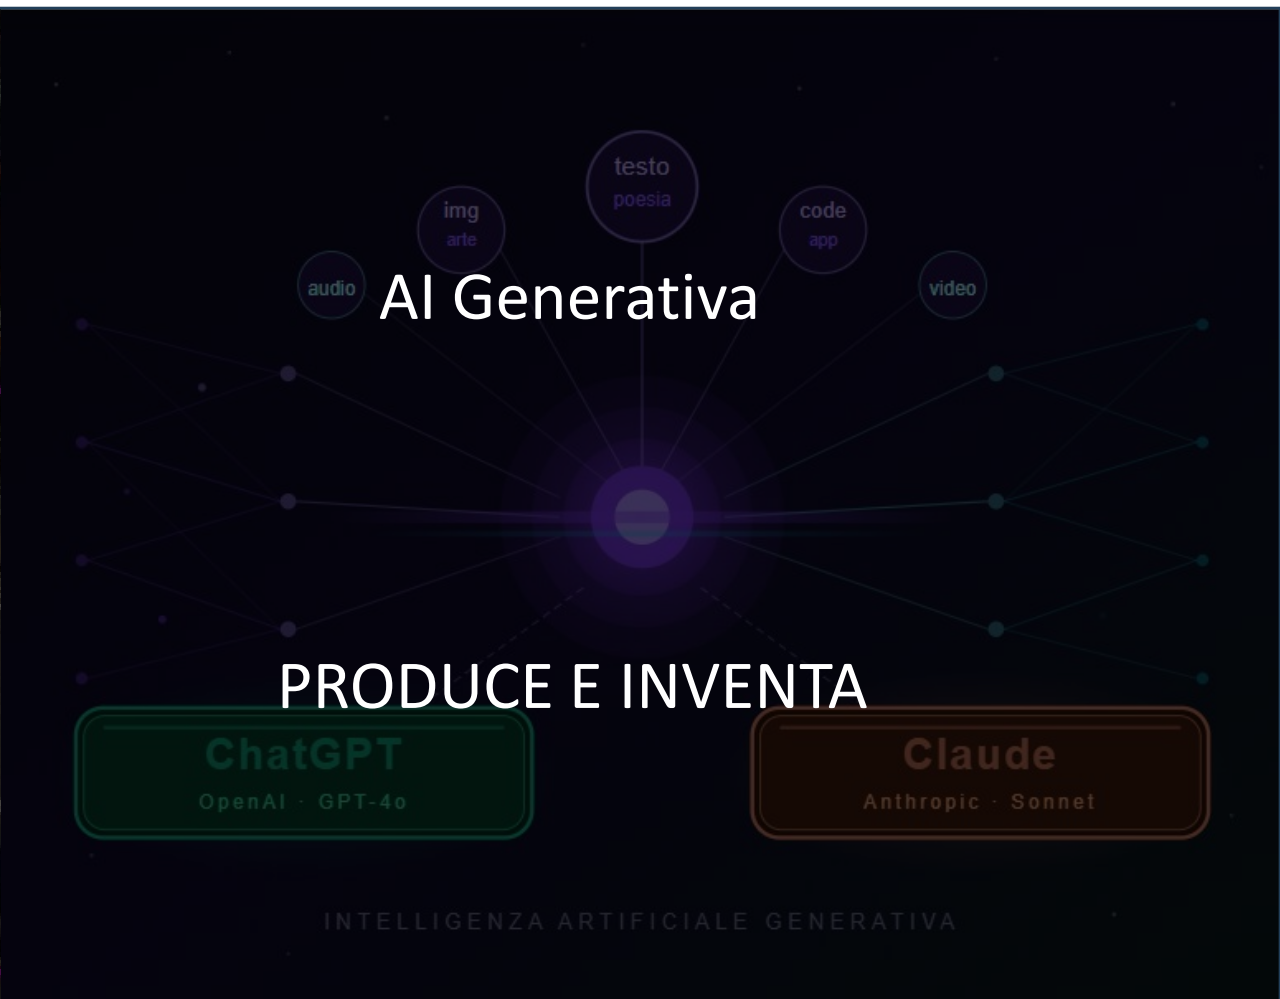 testo
poesia
img
arte
code
app
audio
video
AI Generativa
PRODUCE E INVENTA
ChatGPT
OpenAI · GPT-4o
Claude
Anthropic · Sonnet
INTELLIGENZA ARTIFICIALE GENERATIVA